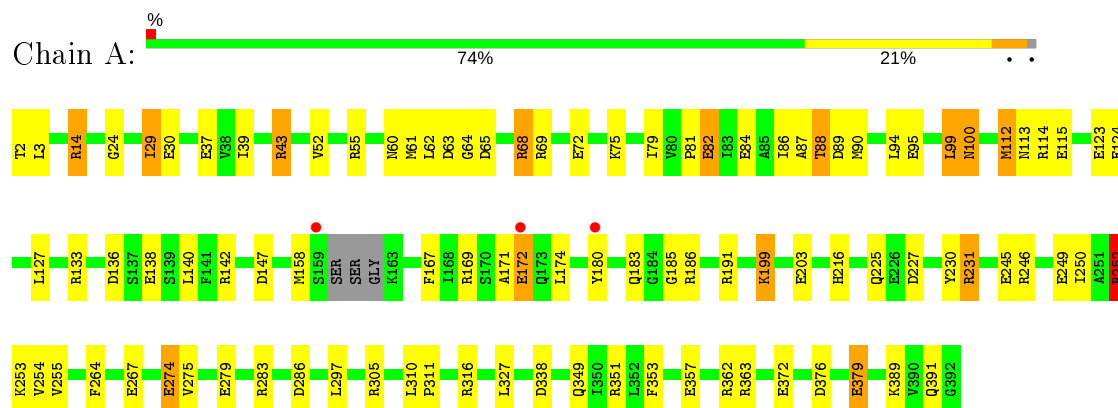 %
Chain A:
74% 21% • •
T2 L3 R14 G24 I29 E30 E37 V38 I39 R43 V52 R55 N60 M61 L62 D63 G64 D65 R68 R69 E72 K75 I79 V80 P81 E82 I83 E84 A85 I86 A87 T88 D89 M90 L94 E95 L99 N100 M112 N113 R114 E115 E123 E124
L127 R133 D136 S137 E138 S139 L140 F141 R142 D147 M158 S159 SER SER GLY K163 F167 I168 R169 S170 A171 E172 Q173 L174 Y180 Q183 G184 G185 R186 R191 K199 E203 H216 Q225 E226 D227 Y230 R231 E245 R246 E249 I250 A251 R252
K253 V254 V255 F264 E267 E274 V275 E279 R283 D286 L297 R305 L310 P311 R316 L327 D338 Q349 I350 R351 L352 F353 E357 R362 R363 E372 D376 E379 K389 V390 Q391 G392